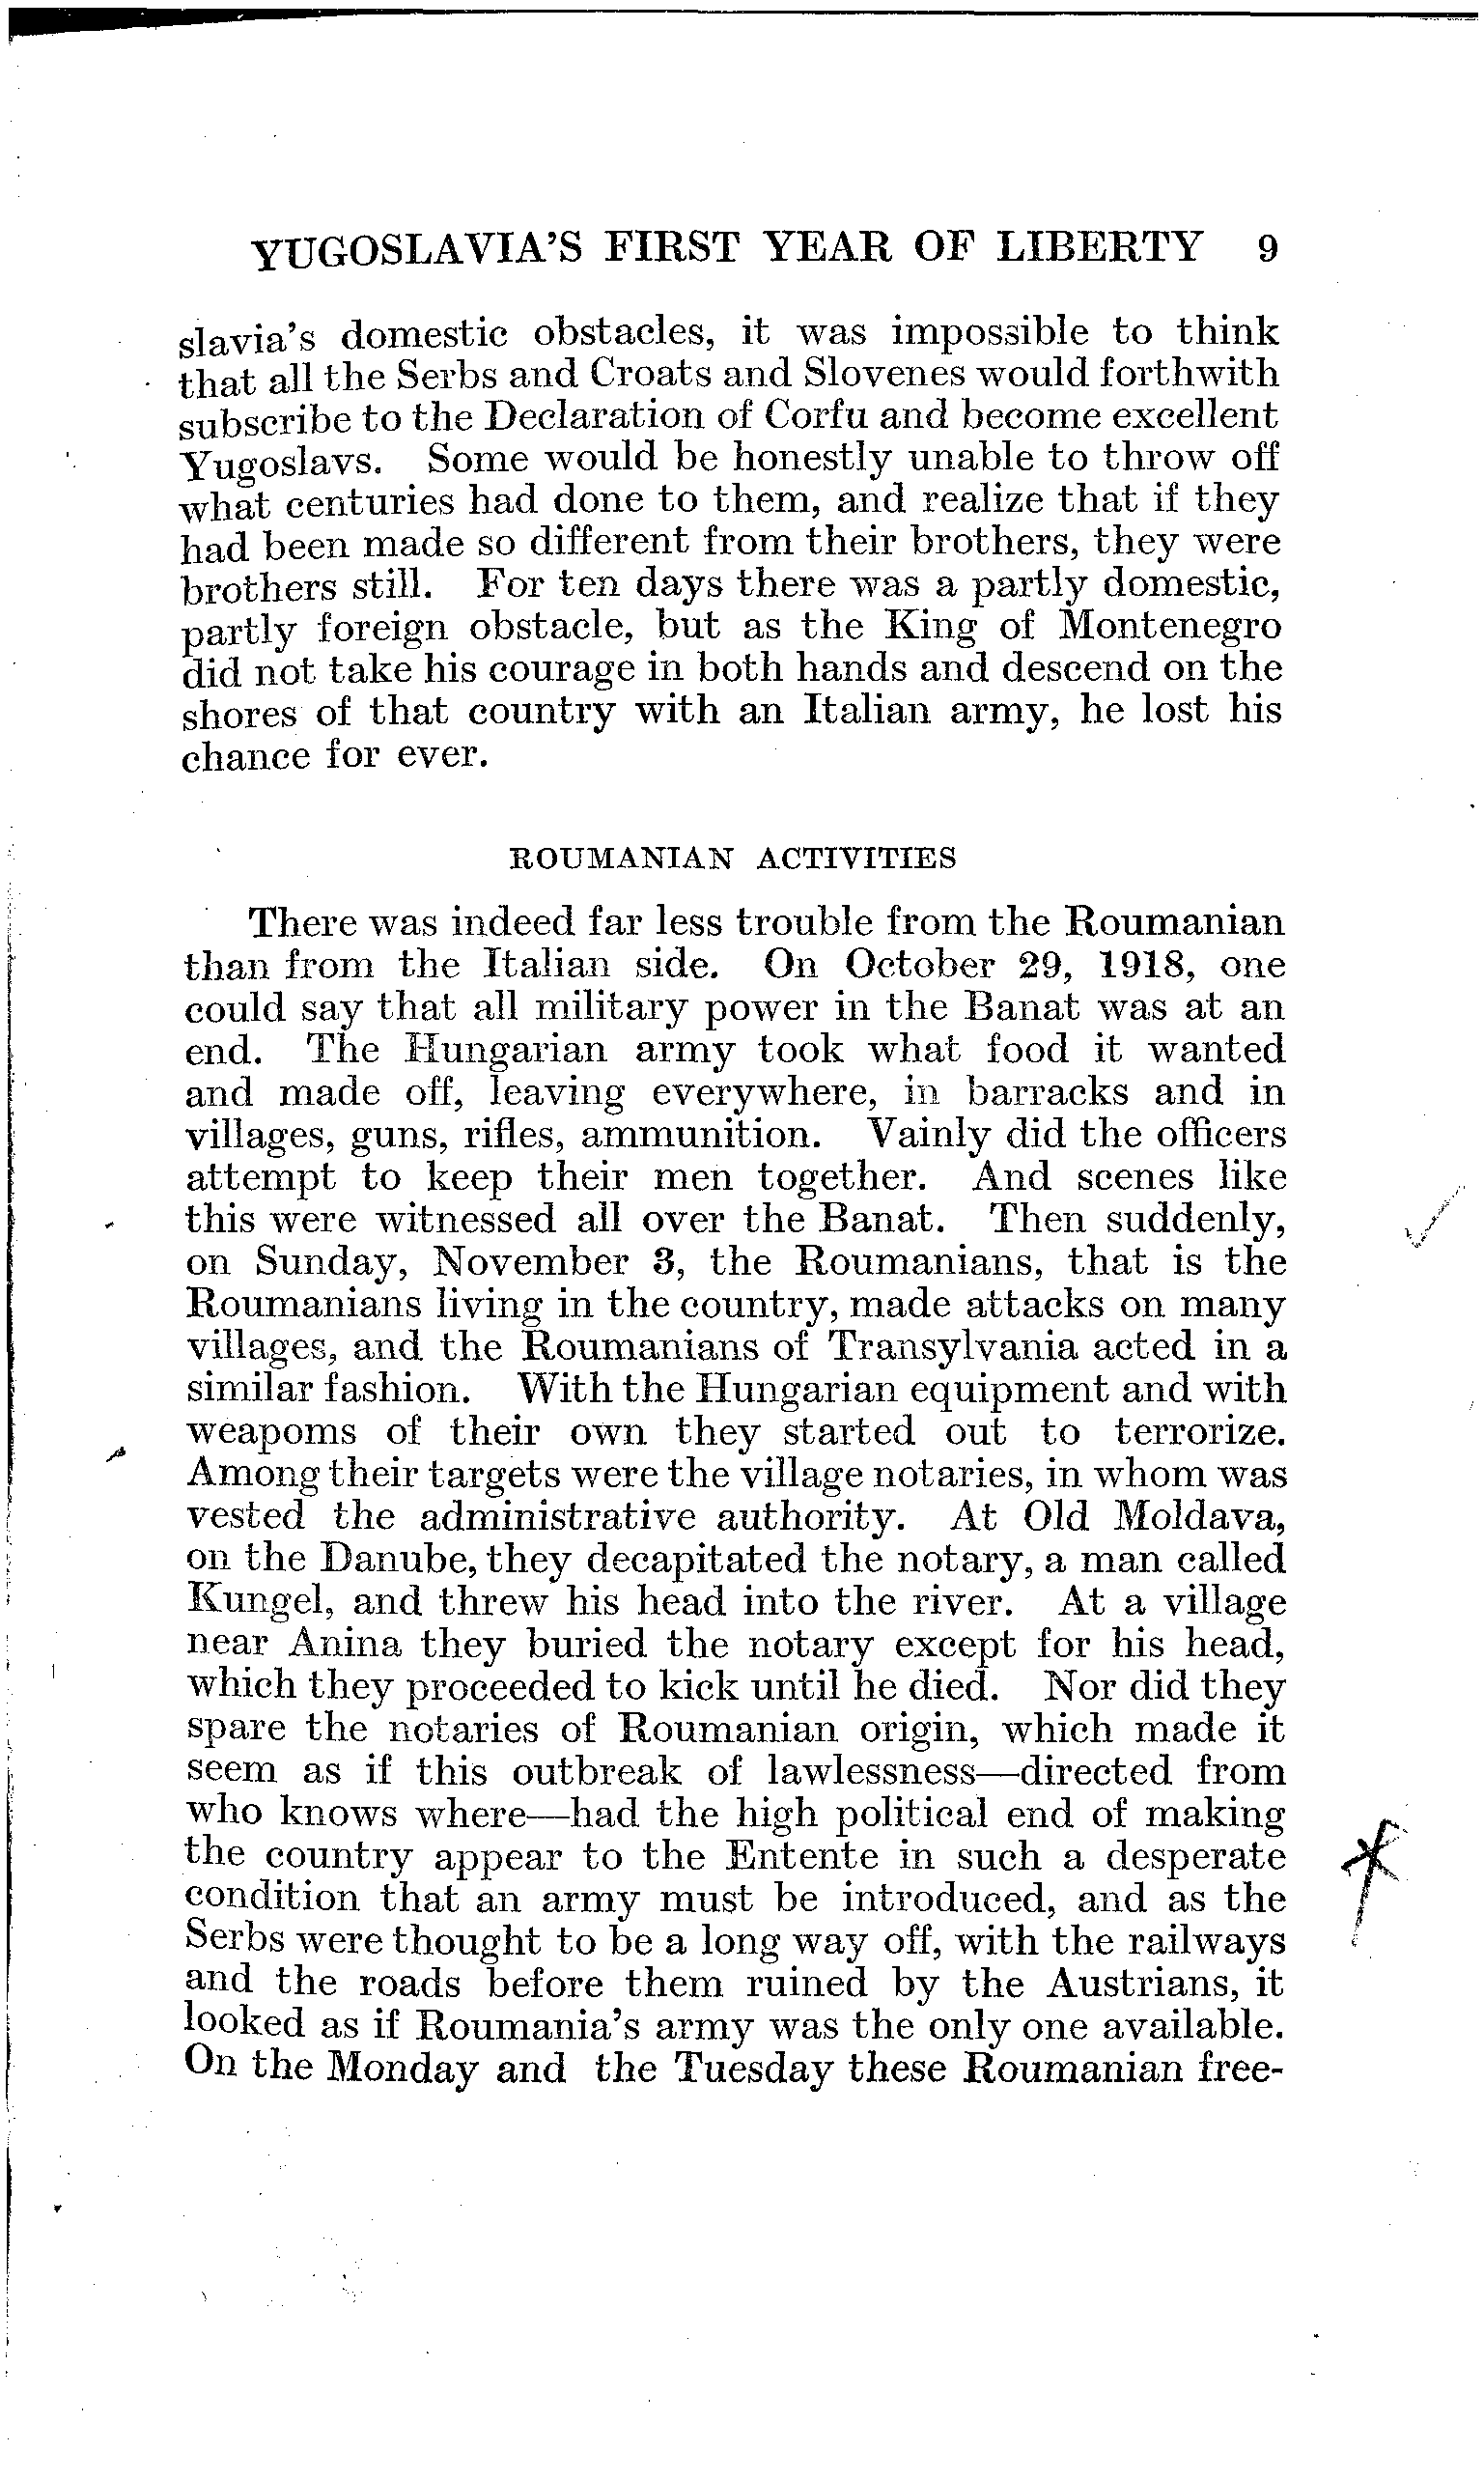 YUGOSLAVIA'S FIRST YEAR OF LIBERTY 9
slavia's domestic obstacles, it was impossible to think
that all the Serbs and Croats and Slovenes would forthwith
subscribe to the Declaration of Corfu and become excellent
Yugoslavs. Some would be honestly unable to throw off
what centuries had done to them, and realize that if they
had been made so different from their brothers, they were
brothers still. For ten days there was a partly domestic,
partly foreign obstacle, but as the King of Montenegro
did not take his courage in both hands and descend on the
shores of that country with an Italian army, he lost his
chance for ever.
ROUMANIAN ACTIVITIES
There was indeed far less trouble from the Roumanian
than from the Italian side. On October 29, 1918, one
could say that all military power in the Banat was at an
end. The Hungarian army took what food it wanted
and made off, leaving everywhere, in barracks and in
villages, guns, rifles, ammunition. Vainly did the officers
attempt to keep their men together. And scenes like
this were witnessed all over the Banat. Then suddenly,
on Sunday, November 3, the Roumanians, that is the
Roumanians living in the country, made attacks on many
villages, and the Roumanians of Transylvania acted in a
similar fashion. With the Hungarian equipment and with
weapoms of their own they started out to terrorize.
Among their targets were the village notaries, in whom was
vested the administrative authority. At Old Moldava,
on the Danube, they decapitated the notary, a man called
Kungel, and threw his head into the river. At a village
near Anina they buried the notary except for his head,
which they proceeded to kick until he died. Nor did they
spare the notaries of Roumanian origin, which made it
seem as if this outbreak of lawlessness—directed from
who knows where—had the high political end of making
the country appear to the Entente in such a desperate
condition that an army must be introduced, and as the
Serbs were thought to be a long way off, with the railways
and the roads before them ruined by the Austrians, it
looked as if Roumania's army was the only one available.
On the Monday and the Tuesday these Roumanian free-